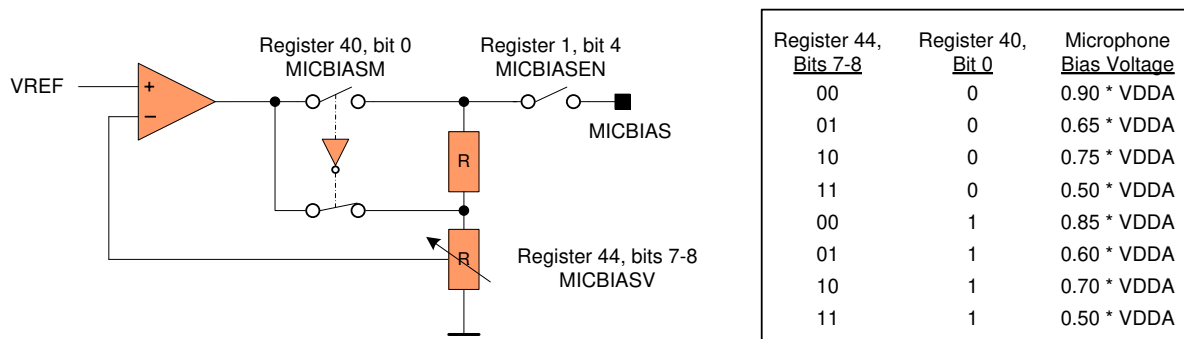 Register 40, bit 0
MICBIASM
Register 1, bit 4
MICBIASEN
VREF
+
−
MICBIAS
R
R
Register 44, bits 7-8
MICBIASV
Register 44, Register 40, Microphone
Bits 7-8 Bit 0 Bias Voltage
00 0 0.90 * VDDA
01 0 0.65 * VDDA
10 0 0.75 * VDDA
11 0 0.50 * VDDA
00 1 0.85 * VDDA
01 1 0.60 * VDDA
10 1 0.70 * VDDA
11 1 0.50 * VDDA